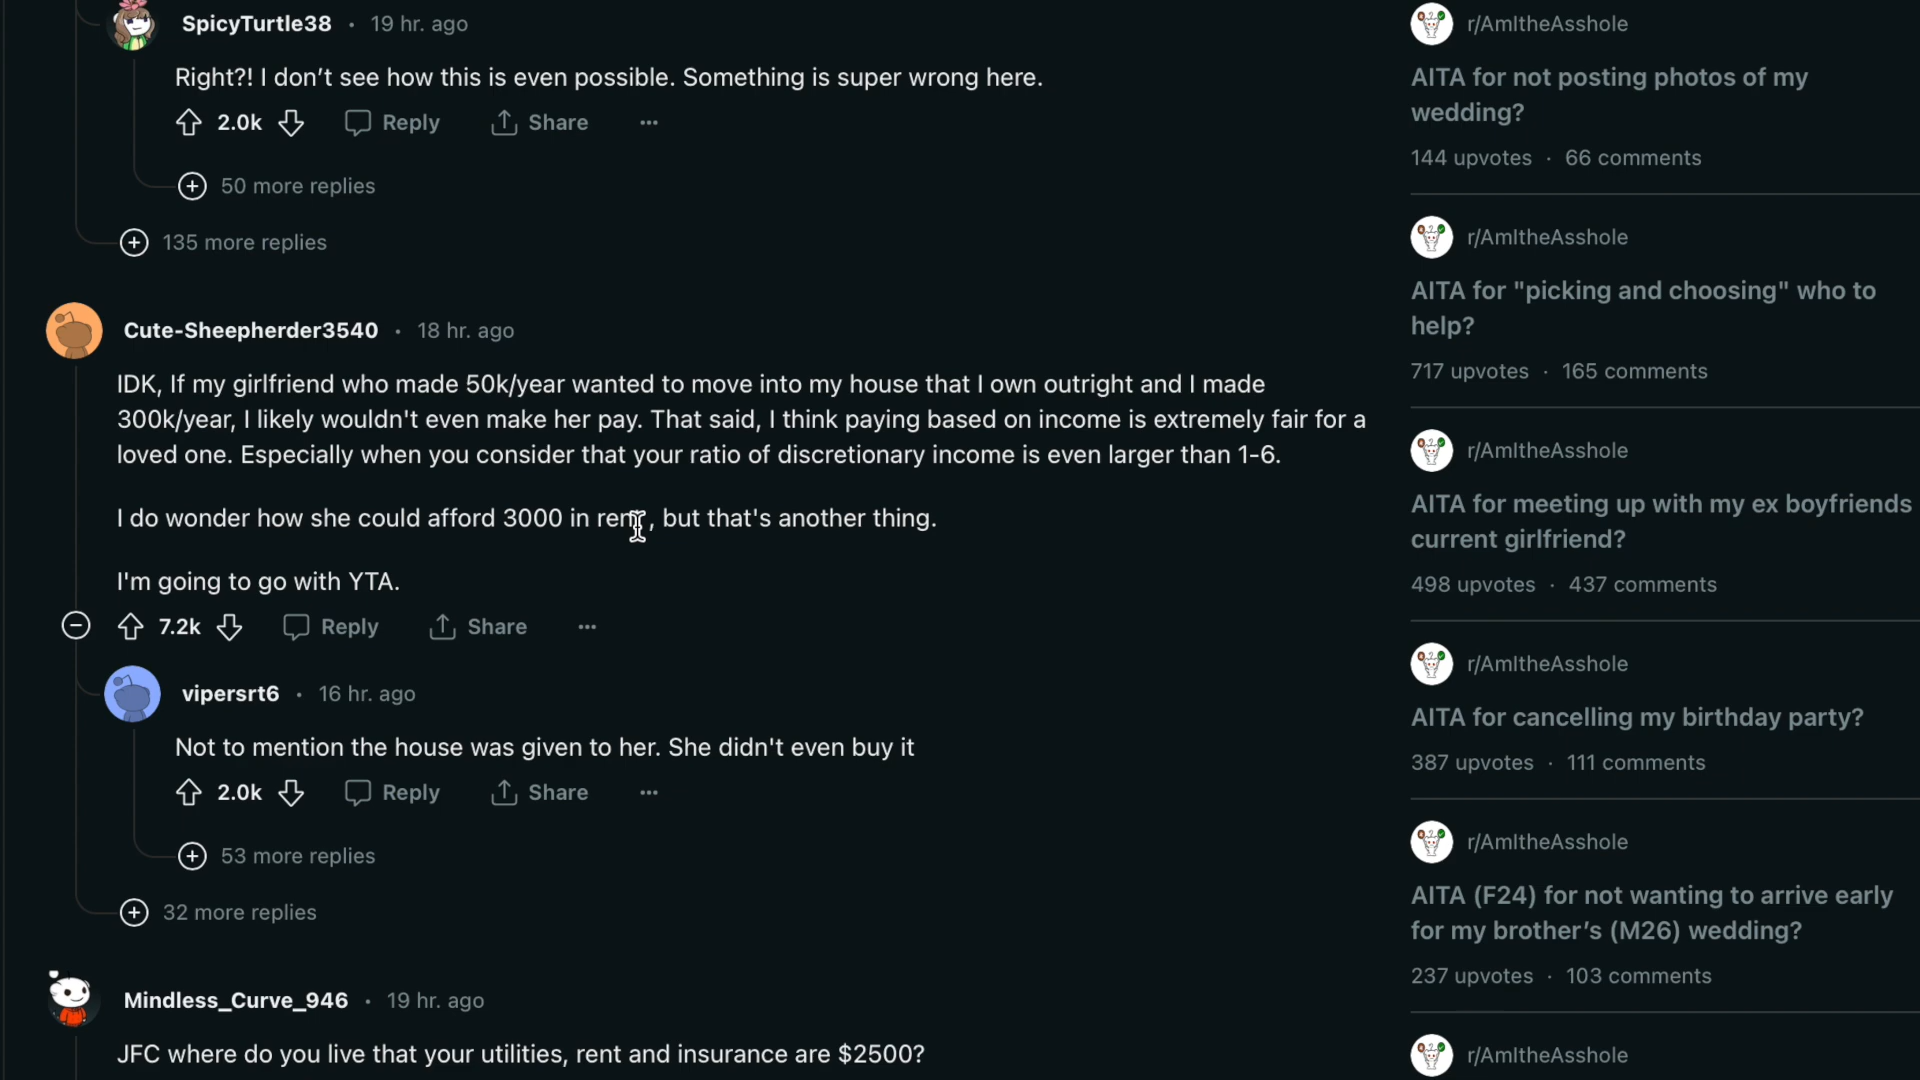 SpicyTurtle38 • 19 hr. ago
Right?! I don’t see how this is even possible. Something is super wrong here.
2.0k Reply Share ...
50 more replies
135 more replies
Cute-Sheepherder3540 • 18 hr. ago
IDK, If my girlfriend who made 50k/year wanted to move into my house that I own outright and I made
300k/year, I likely wouldn't even make her pay. That said, I think paying based on income is extremely fair for a
loved one. Especially when you consider that your ratio of discretionary income is even larger than 1-6.
I do wonder how she could afford 3000 in rent, but that's another thing.
I'm going to go with YTA.
7.2k Reply Share ...
vipersrt6 • 16 hr. ago
Not to mention the house was given to her. She didn't even buy it
2.0k Reply Share ...
53 more replies
32 more replies
Mindless_Curve_946 • 19 hr. ago
JFC where do you live that your utilities, rent and insurance are $2500?
r/AmItheAsshole
AITA for not posting photos of my
wedding?
144 upvotes · 66 comments
r/AmItheAsshole
AITA for "picking and choosing" who to
help?
717 upvotes · 165 comments
r/AmItheAsshole
AITA for meeting up with my ex boyfriends
current girlfriend?
498 upvotes · 437 comments
r/AmItheAsshole
AITA for cancelling my birthday party?
387 upvotes · 111 comments
r/AmItheAsshole
AITA (F24) for not wanting to arrive early
for my brother’s (M26) wedding?
237 upvotes · 103 comments
r/AmItheAsshole